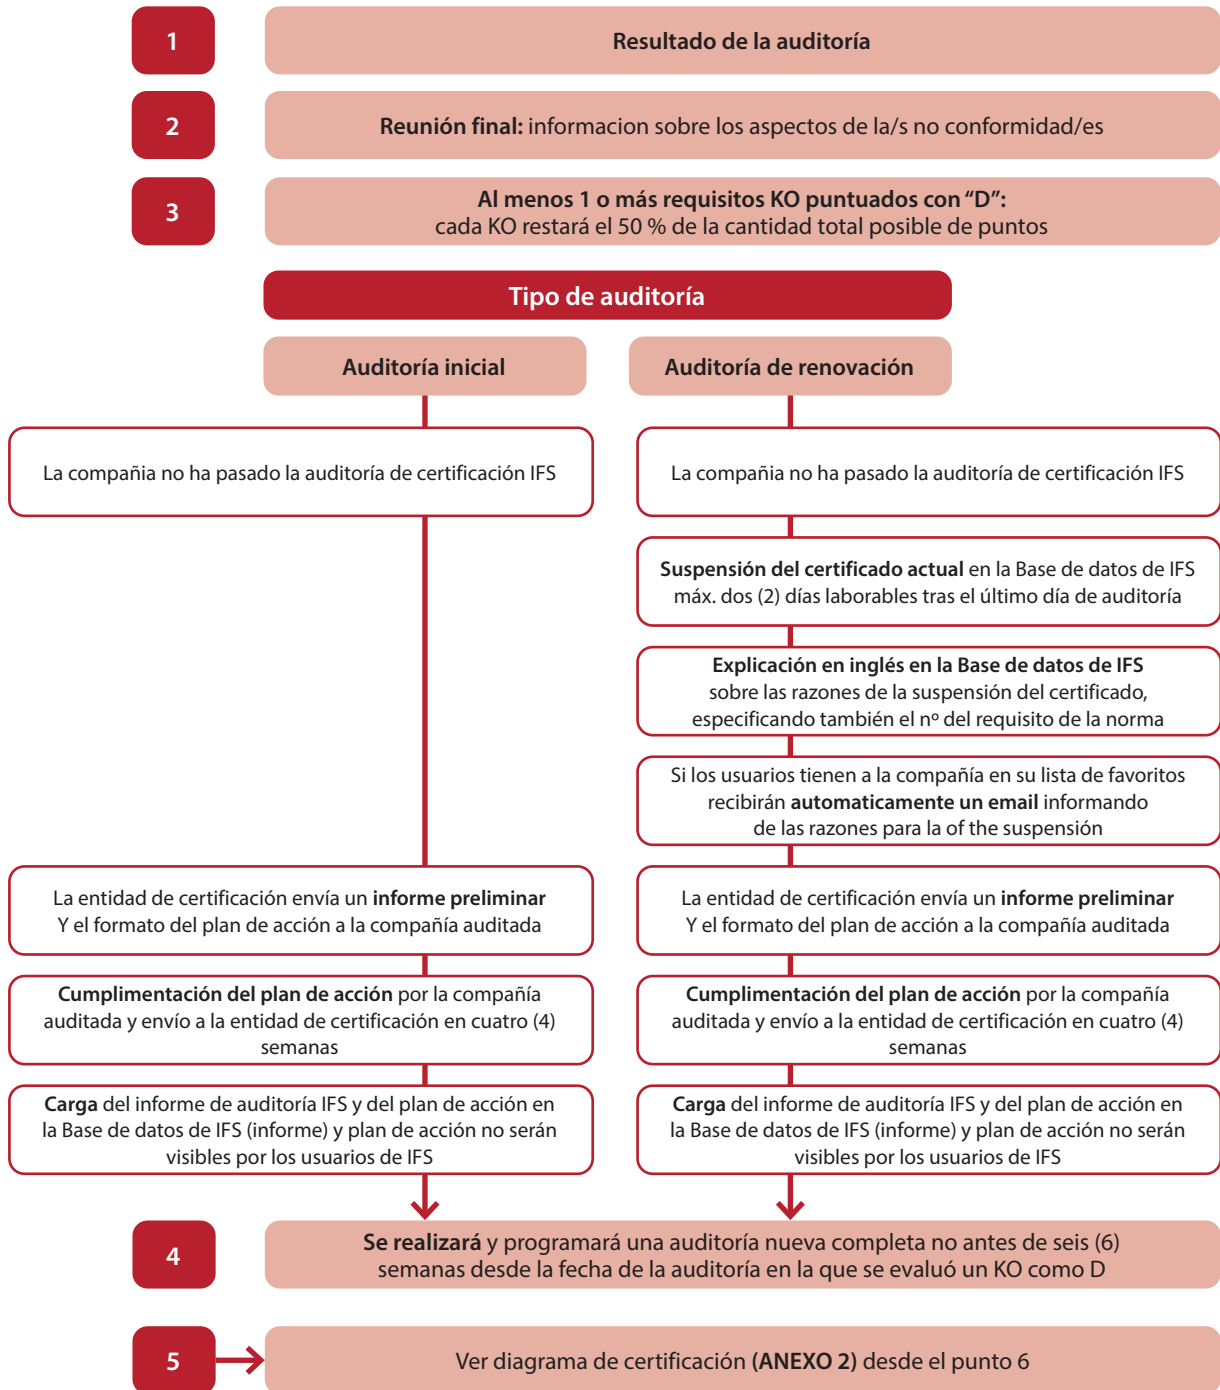 1
Resultado de la auditoría
2
Reunión final: informacion sobre los aspectos de la/s no conformidad/es
3
Al menos 1 o más requisitos KO puntuados con “D”:
cada KO restará el 50 % de la cantidad total posible de puntos
Tipo de auditoría
Auditoría inicial
Auditoría de renovación
La compañia no ha pasado la auditoría de certificación IFS
La compañia no ha pasado la auditoría de certificación IFS
Suspensión del certificado actual en la Base de datos de IFS
máx. dos (2) días laborables tras el último día de auditoría
Explicación en inglés en la Base de datos de IFS
sobre las razones de la suspensión del certificado,
especificando también el nº del requisito de la norma
Si los usuarios tienen a la compañía en su lista de favoritos
recibirán automaticamente un email informando
de las razones para la of the suspensión
La entidad de certificación envía un informe preliminar
Y el formato del plan de acción a la compañía auditada
La entidad de certificación envía un informe preliminar
Y el formato del plan de acción a la compañía auditada
Cumplimentación del plan de acción por la compañía
auditada y envío a la entidad de certificación en cuatro (4)
semanas
Cumplimentación del plan de acción por la compañía
auditada y envío a la entidad de certificación en cuatro (4)
semanas
Carga del informe de auditoría IFS y del plan de acción en
la Base de datos de IFS (informe) y plan de acción no serán
visibles por los usuarios de IFS
Carga del informe de auditoría IFS y del plan de acción en
la Base de datos de IFS (informe) y plan de acción no serán
visibles por los usuarios de IFS
4
Se realizará y programará una auditoría nueva completa no antes de seis (6)
semanas desde la fecha de la auditoría en la que se evaluó un KO como D
5
Ver diagrama de certificación (ANEXO 2) desde el punto 6